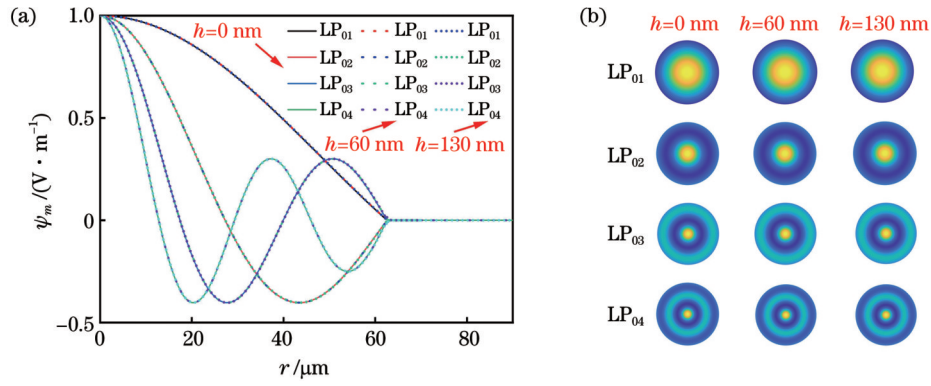 (a)
1.0
0.5
0
−0.5
ψm/(V · m⁻¹)
h=0 nm
LP01 LP01 LP01
LP02 LP02 LP02
LP03 LP03 LP03
LP04 LP04 LP04
h=60 nm h=130 nm
0 20 40 60 80
r /μm
(b)
h=0 nm h=60 nm h=130 nm
LP01
LP02
LP03
LP04